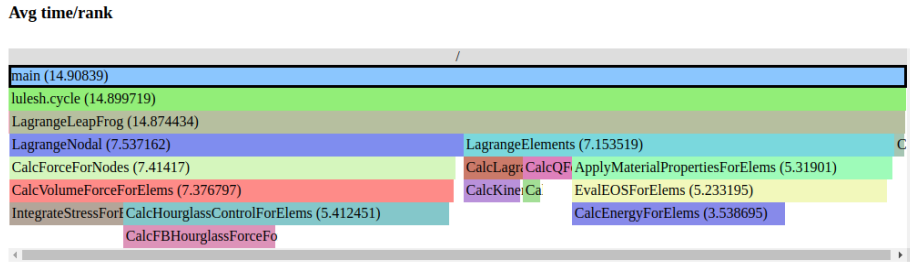 Avg time/rank
/
main (14.90839)
lulesh.cycle (14.899719)
LagrangeLeapFrog (14.874434)
LagrangeNodal (7.537162) LagrangeElements (7.153519) C
CalcForceForNodes (7.41417) CalcLagra CalcQFo ApplyMaterialPropertiesForElems (5.31901)
CalcVolumeForceForElems (7.376797) CalcKiner Ca EvalEOSForElems (5.233195)
IntegrateStressForE CalcHourglassControlForElems (5.412451) CalcEnergyForElems (3.538695)
CalcFBHourglassForceFo